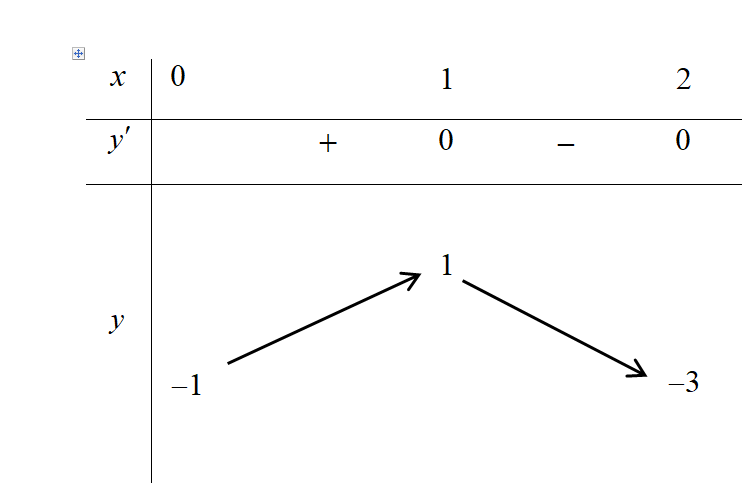 x 0 1 2
y′ + 0 – 0
1
y
–1 –3